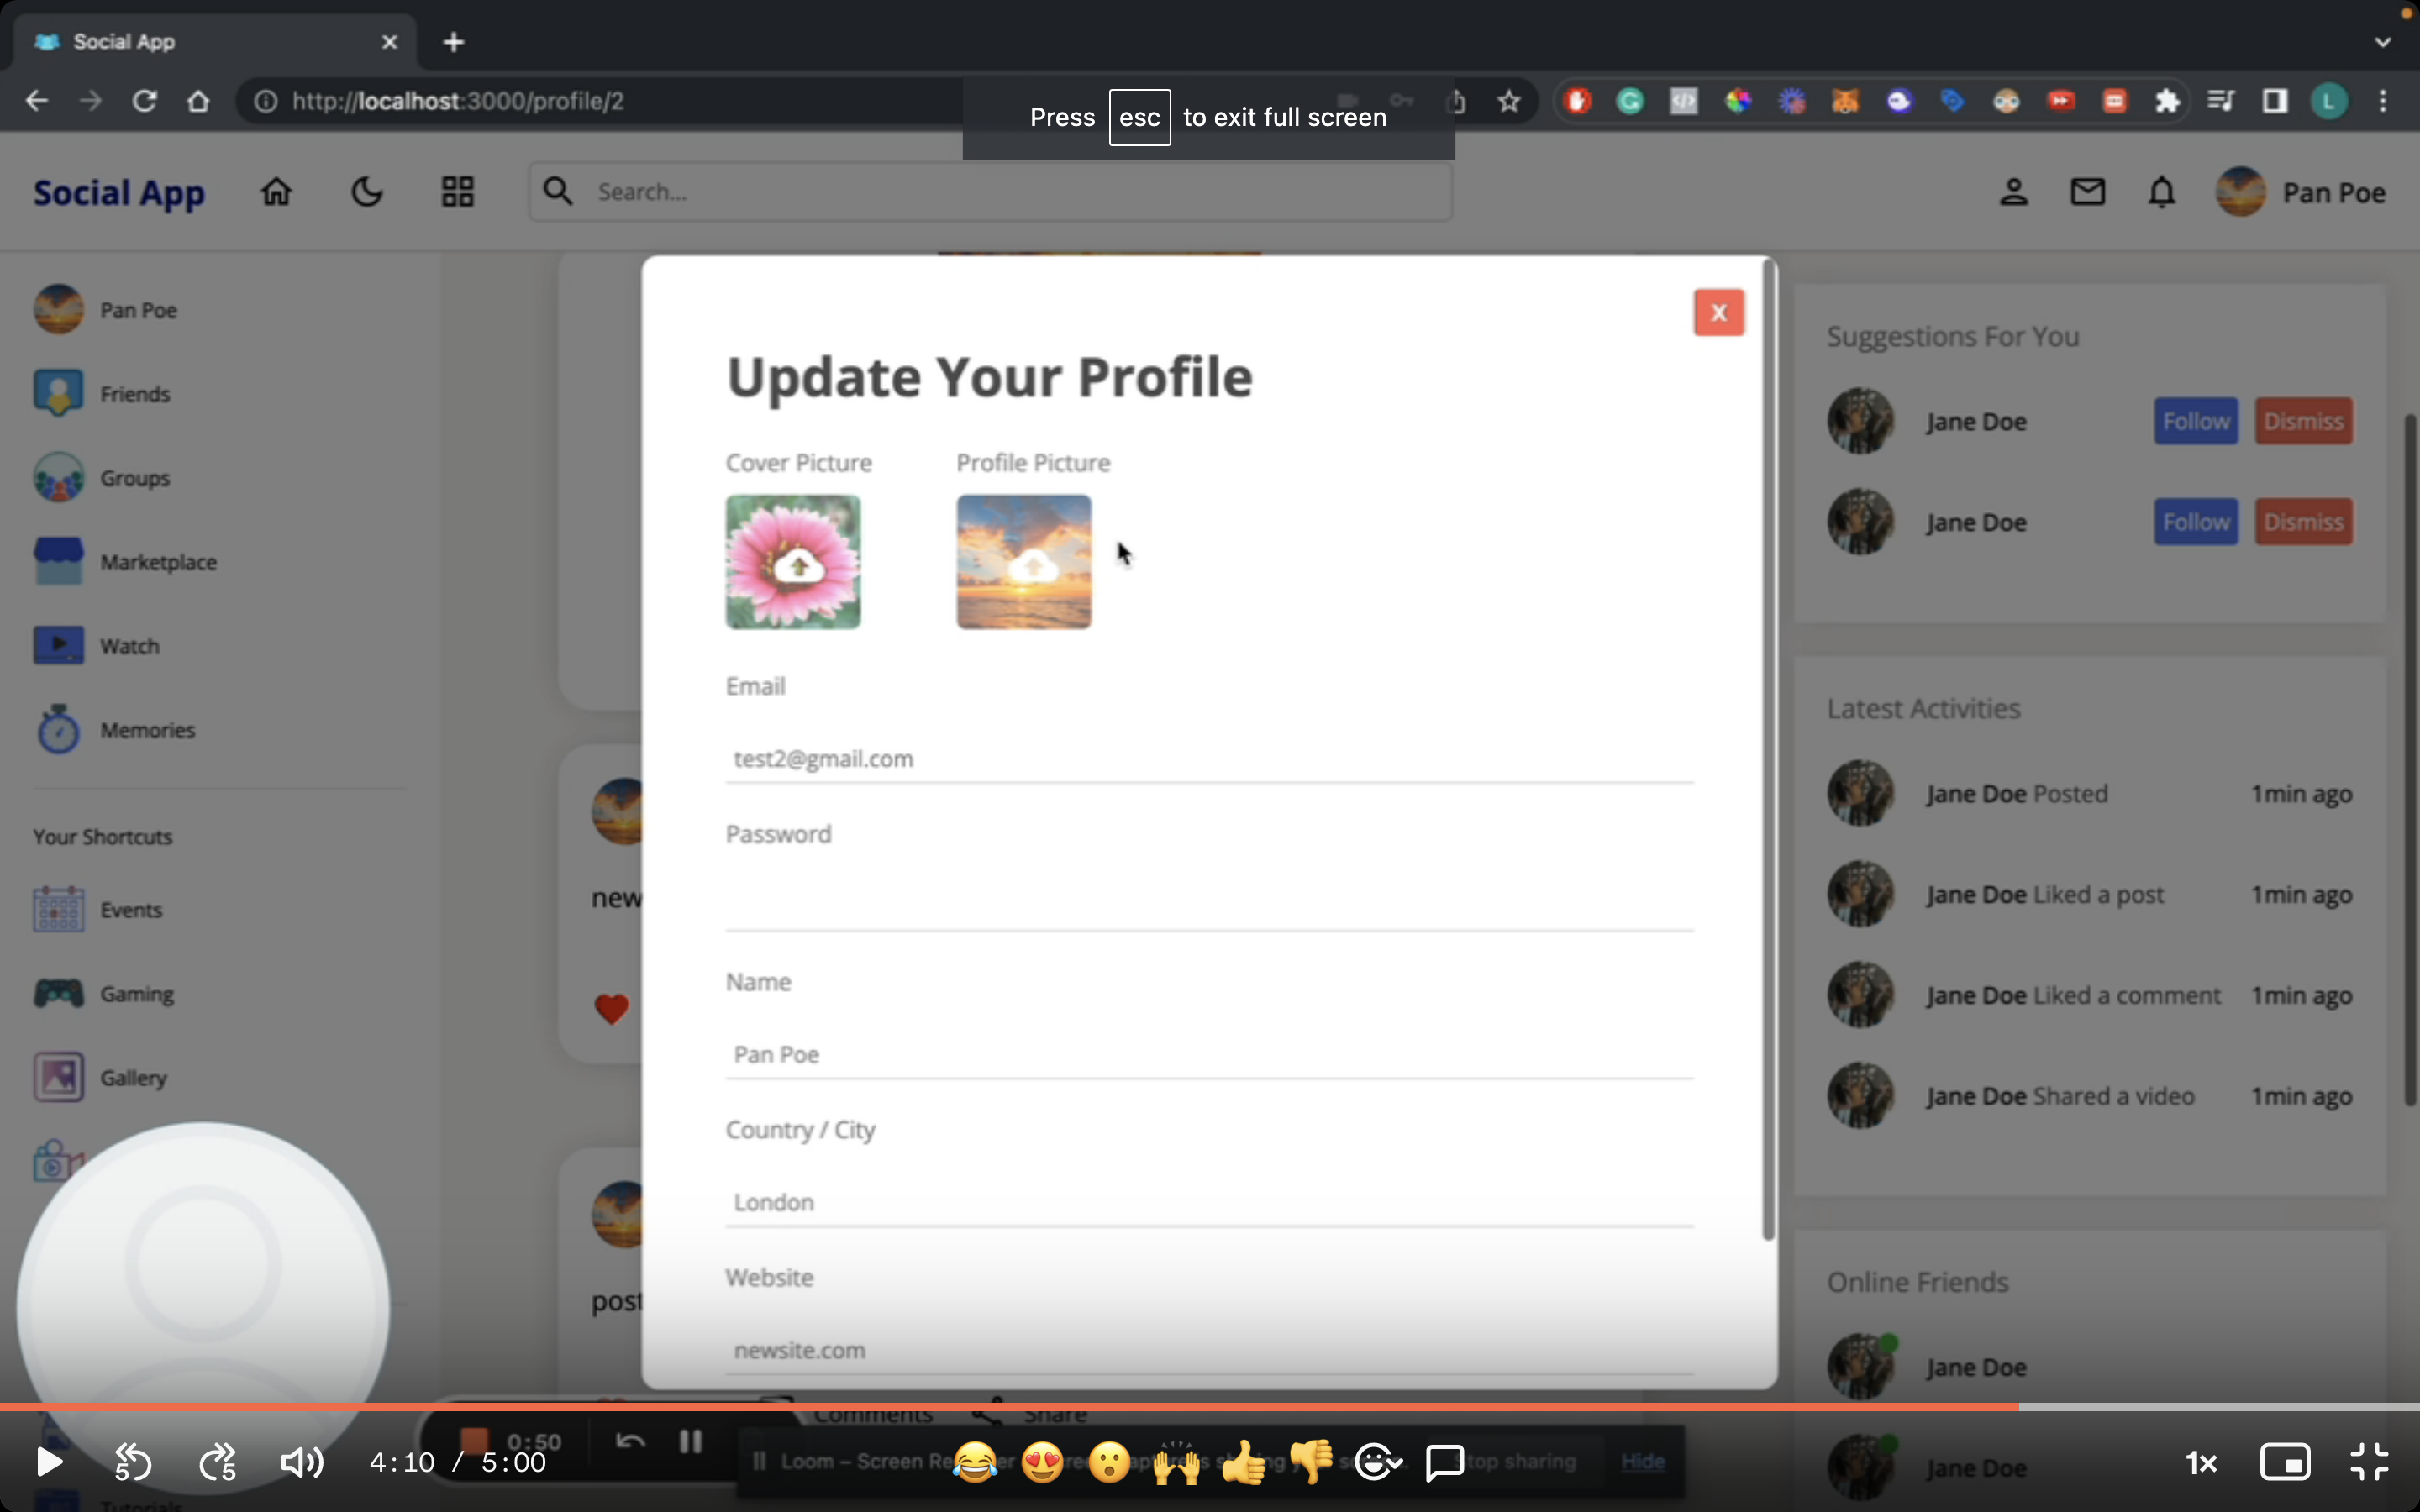 Social App
http://localhost:3000/profile/2
Press esc to exit full screen
L
Social App
Search...
Pan Poe
Pan Poe
Friends
Groups
Marketplace
Watch
Memories
Your Shortcuts
Events
Gaming
Gallery
Tutorials
new
post
Comments
Share
X
Update Your Profile
Cover Picture
Profile Picture
Email
test2@gmail.com
Password
Name
Pan Poe
Country / City
London
Website
newsite.com
Suggestions For You
Jane Doe
Follow
Dismiss
Jane Doe
Follow
Dismiss
Latest Activities
Jane Doe Posted 1min ago
Jane Doe Liked a post 1min ago
Jane Doe Liked a comment 1min ago
Jane Doe Shared a video 1min ago
Online Friends
Jane Doe
Jane Doe
0:50
Loom – Screen
Stop sharing
Hide
5
5
4:10 / 5:00
1x